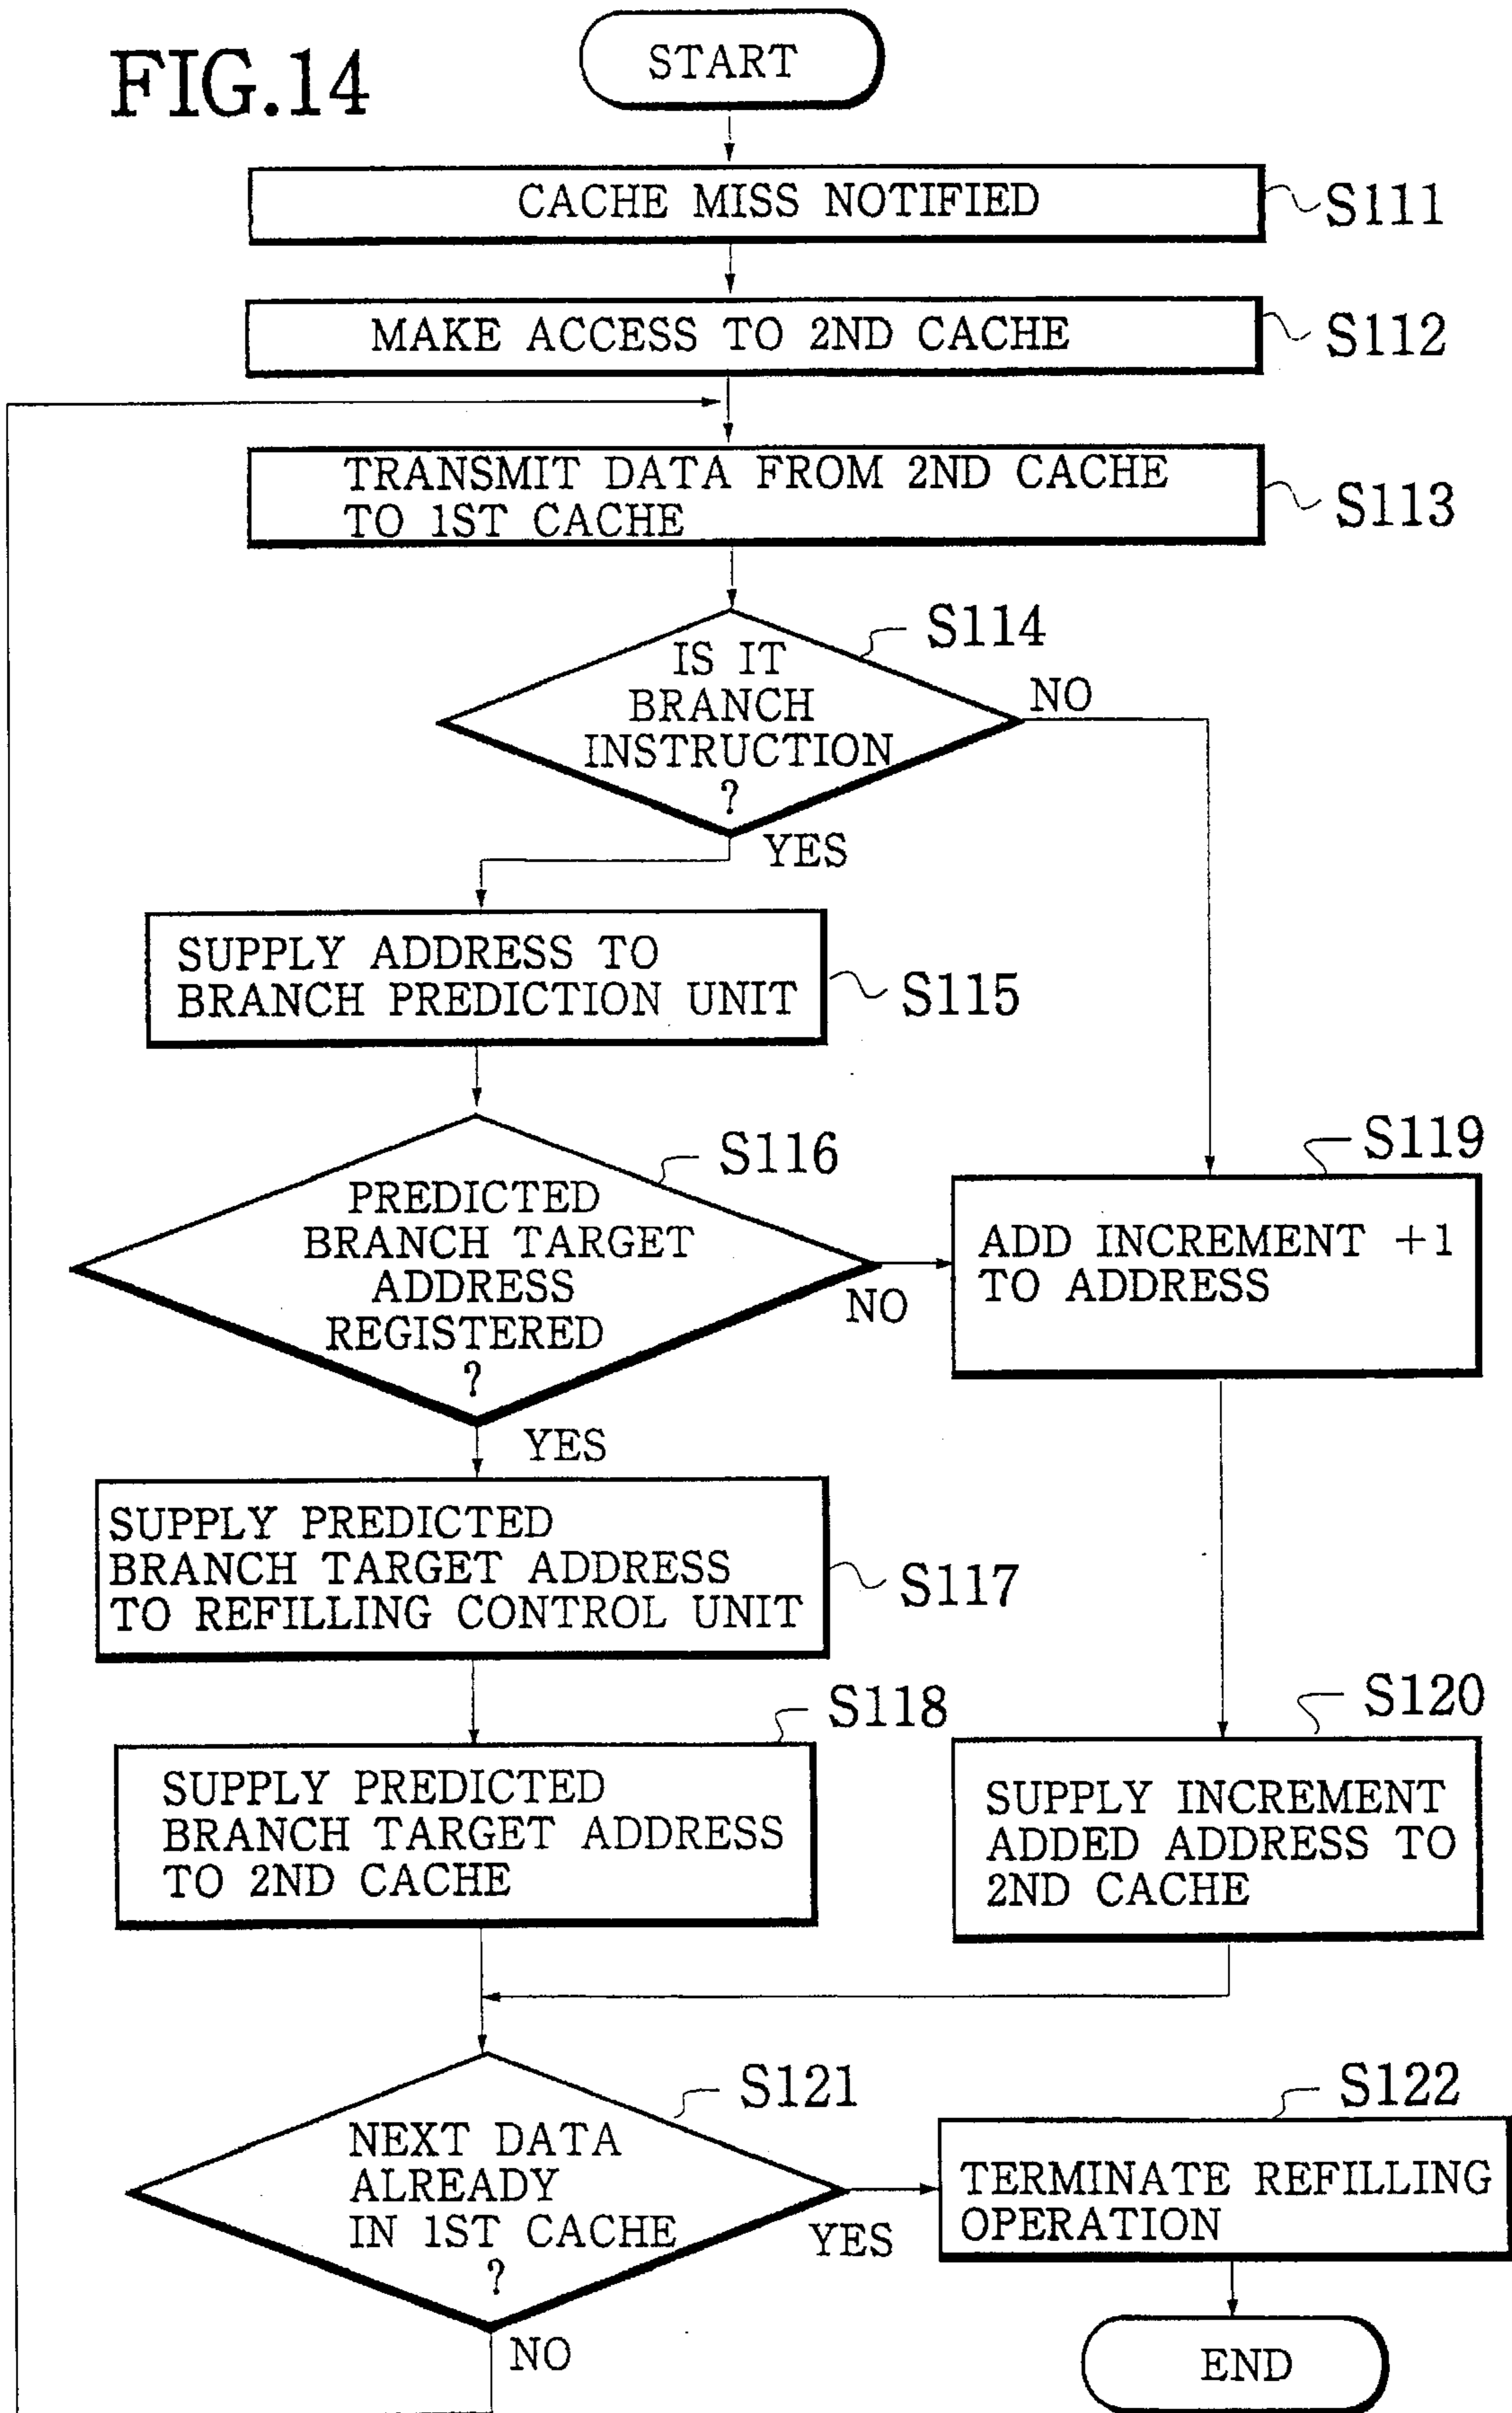 FIG.14
START
CACHE MISS NOTIFIED
S111
MAKE ACCESS TO 2ND CACHE
S112
TRANSMIT DATA FROM 2ND CACHE
TO 1ST CACHE
S113
S114
IS IT
BRANCH
INSTRUCTION
?
NO
YES
SUPPLY ADDRESS TO
BRANCH PREDICTION UNIT
S115
S116
PREDICTED
BRANCH TARGET
ADDRESS
REGISTERED
?
NO
YES
S119
ADD INCREMENT +1
TO ADDRESS
SUPPLY PREDICTED
BRANCH TARGET ADDRESS
TO REFILLING CONTROL UNIT
S117
S118
SUPPLY PREDICTED
BRANCH TARGET ADDRESS
TO 2ND CACHE
S120
SUPPLY INCREMENT
ADDED ADDRESS TO
2ND CACHE
S121
NEXT DATA
ALREADY
IN 1ST CACHE
?
YES
NO
S122
TERMINATE REFILLING
OPERATION
END